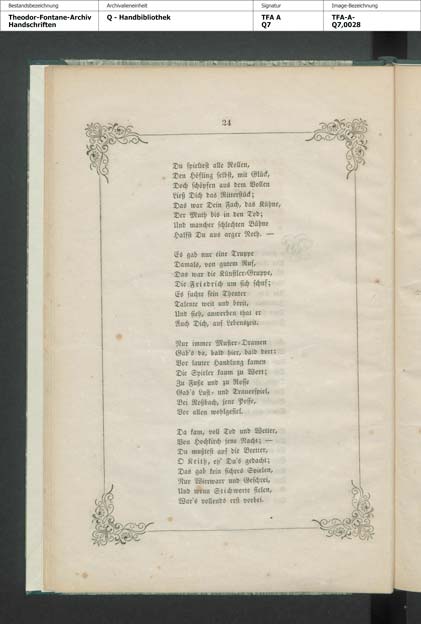 Bestandsbezeichnung
Theodor-Fontane-Archiv
Handschriften
Archivalieneinheit
Q - Handbibliothek
Signatur
TFA A
Q7
Image-Bezeichnung
TFA-A-
Q7,0028
24
Du spieltest alle Rollen,
Den Höfling selbst, mit Glück,
Doch schöpfen aus dem Vollen
Ließ Dich das Ritterstück;
Das war Dein Fach, das Kühne,
Der Muth bis in den Tod;
Und mancher schlechten Bühne
Halfst Du aus arger Noth. —
Es gab nur eine Truppe
Damals, von gutem Ruf,
Das war die Künstler-Gruppe,
Die Friedrich um sich schuf;
Es suchte sein Theater
Talente weit und breit,
Und sieh, anwerben that er
Auch Dich, auf Lebenszeit.
Nur immer Muster-Dramen
Gab's da, bald hier, bald dort;
Vor lauter Handlung kamen
Die Spieler kaum zu Wort;
Zu Fuße und zu Rosse
Gab's Lust- und Trauerspiel,
Bei Roßbach, jene Posse,
Vor allen wohlgefiel.
Da kam, voll Tod und Wetter,
Von Hochkirch jene Nacht; —
Du mußtest auf die Bretter,
O Keith, eh' Du's gedacht;
Das gab kein sichres Spielen,
Nur Wirrwarr und Geschrei,
Und wenn Stichworte fielen,
War's vollends erst vorbei.